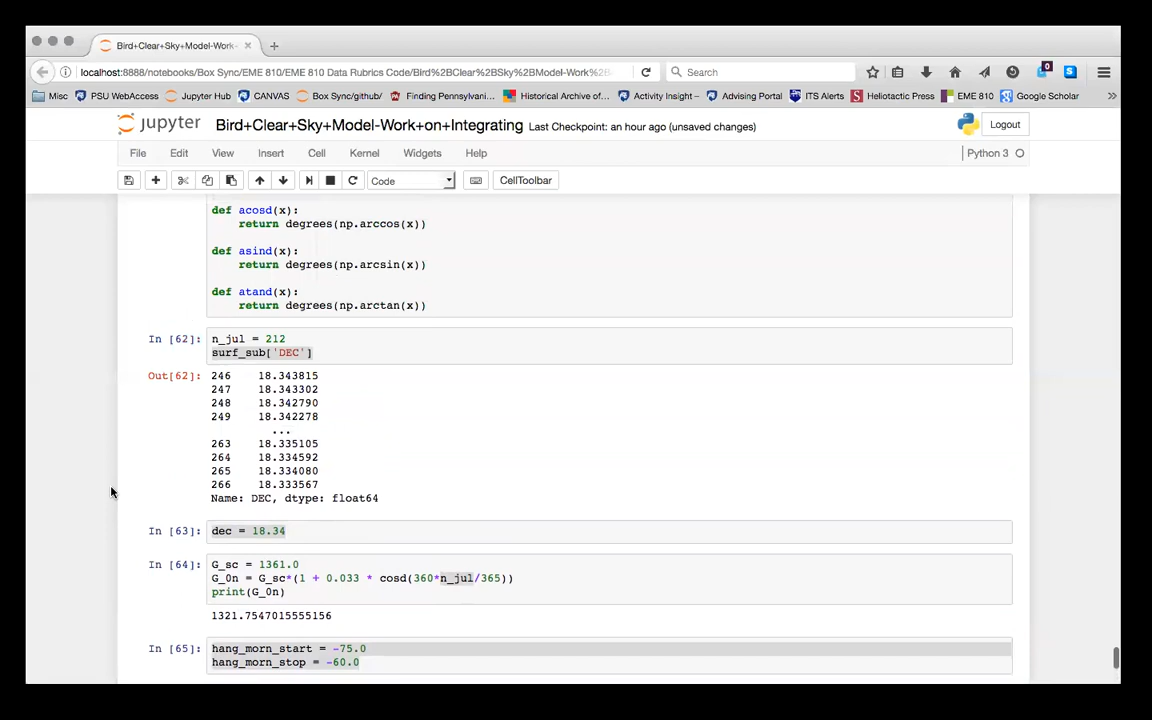 Bird+Clear+Sky+Model-Work-
localhost:8888/notebooks/Box Sync/EME 810/EME 810 Data Rubrics Code/Bird%2BClear%2BSky%2BModel-Work%2B
Search
0
Misc PSU WebAccess Jupyter Hub CANVAS Box Sync/github/ Finding Pennsylvani... Historical Archive of... Activity Insight – Advising Portal ITS Alerts Heliotactic Press EME 810 Google Scholar
jupyter Bird+Clear+Sky+Model-Work+on+Integrating Last Checkpoint: an hour ago (unsaved changes) Logout
File Edit View Insert Cell Kernel Widgets Help Python 3
Code CellToolbar
def acosd(x):
return degrees(np.arccos(x))
def asind(x):
return degrees(np.arcsin(x))
def atand(x):
return degrees(np.arctan(x))
In [62]: n_jul = 212
surf_sub['DEC']
Out[62]: 246 18.343815
247 18.343302
248 18.342790
249 18.342278
...
263 18.335105
264 18.334592
265 18.334080
266 18.333567
Name: DEC, dtype: float64
In [63]: dec = 18.34
In [64]: G_sc = 1361.0
G_0n = G_sc*(1 + 0.033 * cosd(360*n_jul/365))
print(G_0n)
1321.7547015555156
In [65]: hang_morn_start = -75.0
hang_morn_stop = -60.0